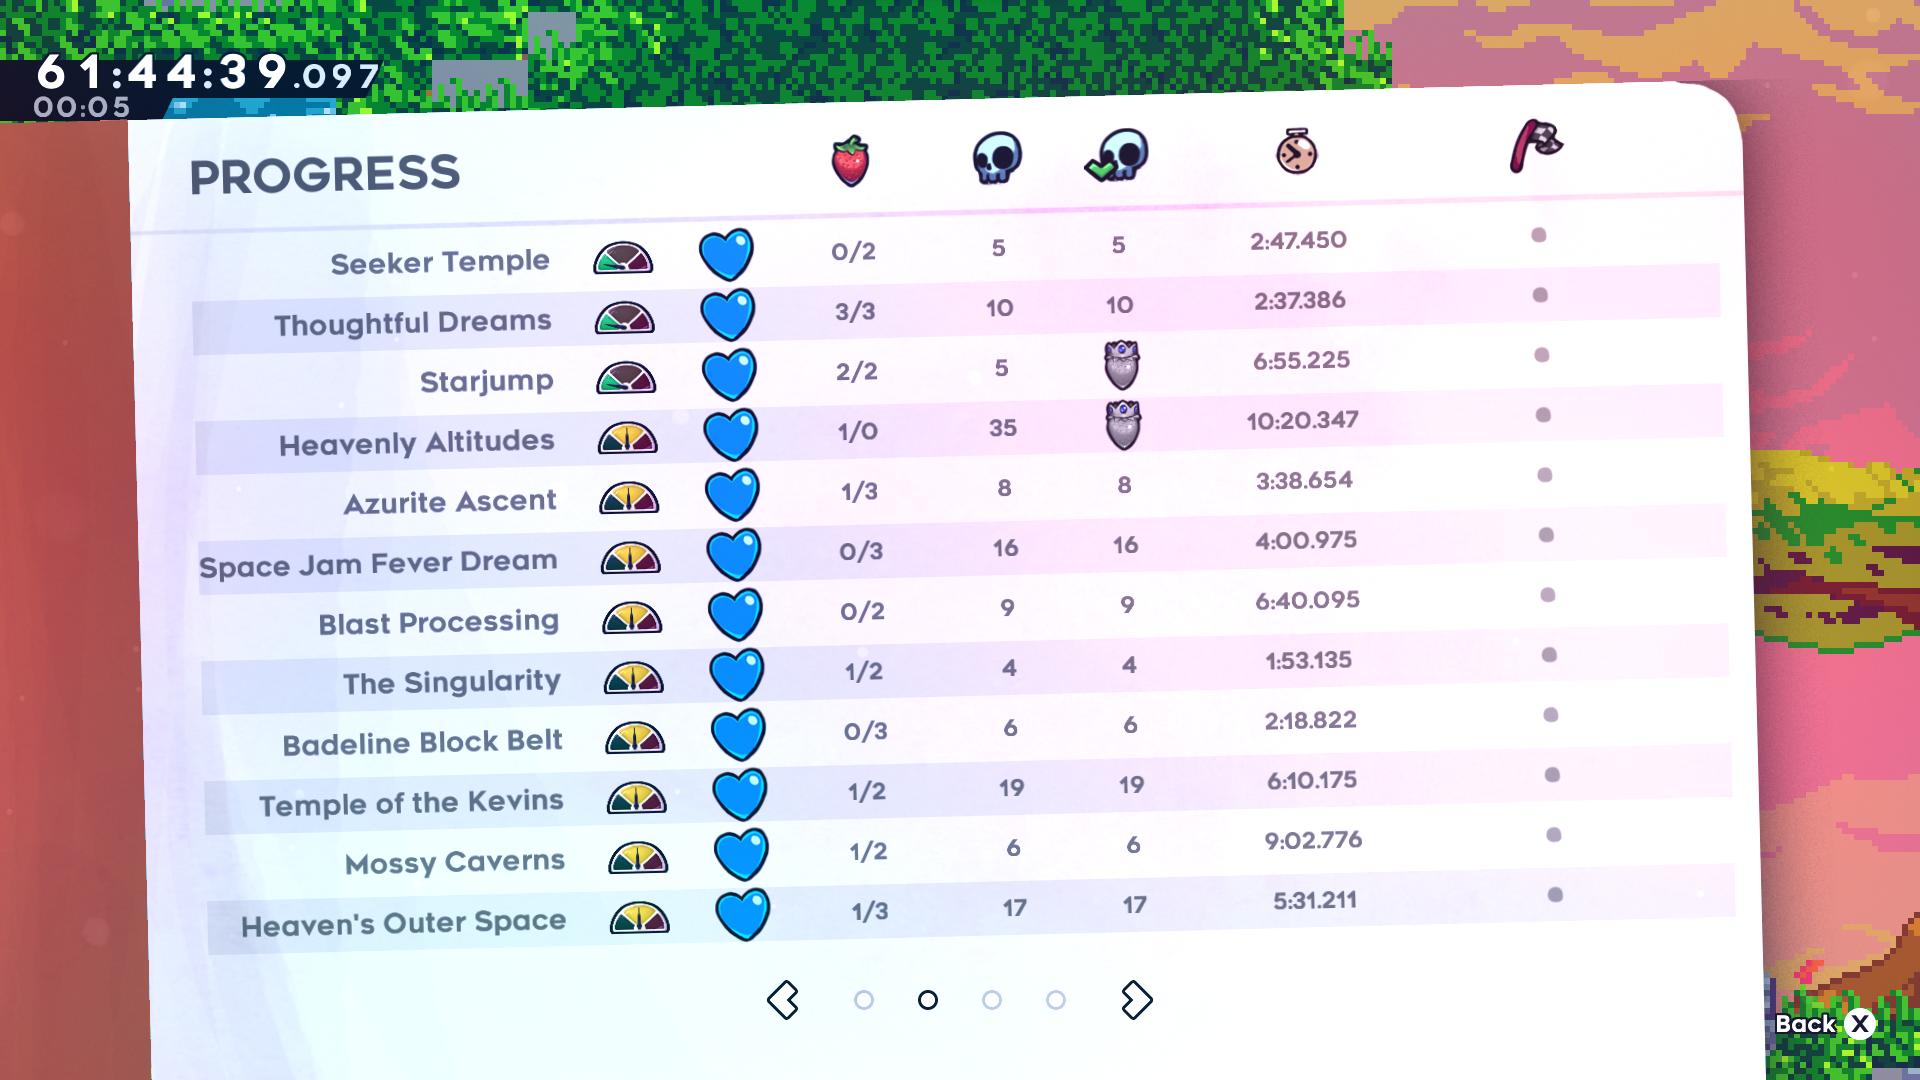 61:44:39.097
00:05
PROGRESS
Seeker Temple 0/2 5 5 2:47.450
Thoughtful Dreams 3/3 10 10 2:37.386
Starjump 2/2 5 6:55.225
Heavenly Altitudes 1/0 35 10:20.347
Azurite Ascent 1/3 8 8 3:38.654
Space Jam Fever Dream 0/3 16 16 4:00.975
Blast Processing 0/2 9 9 6:40.095
The Singularity 1/2 4 4 1:53.135
Badeline Block Belt 0/3 6 6 2:18.822
Temple of the Kevins 1/2 19 19 6:10.175
Mossy Caverns 1/2 6 6 9:02.776
Heaven's Outer Space 1/3 17 17 5:31.211
Back X